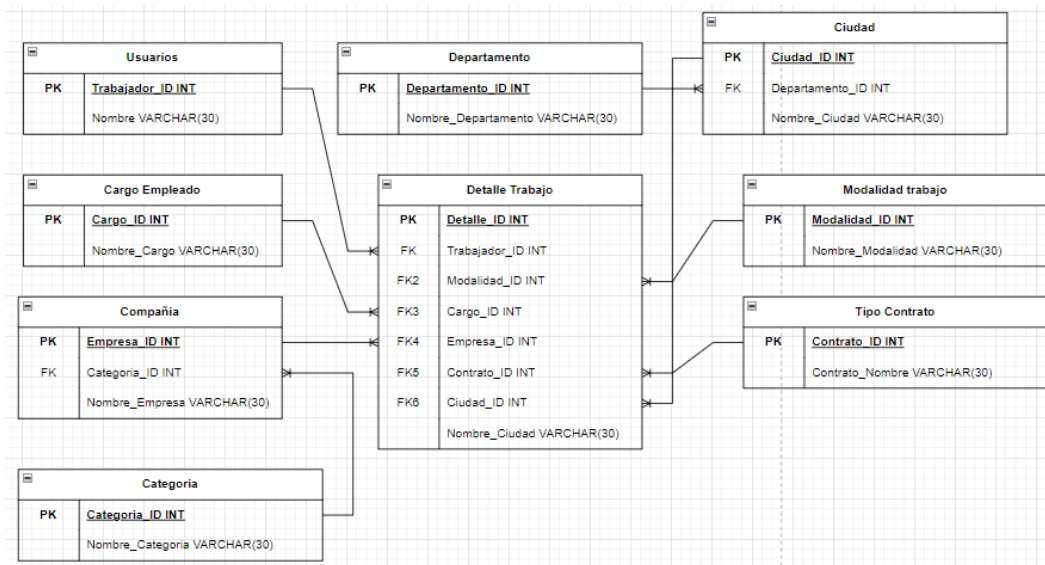 Usuarios
PK Trabajador_ID INT
Nombre VARCHAR(30)
Departamento
PK Departamento_ID INT
Nombre_Departamento VARCHAR(30)
Ciudad
PK Ciudad_ID INT
FK Departamento_ID INT
Nombre_Ciudad VARCHAR(30)
Cargo Empleado
PK Cargo_ID INT
Nombre_Cargo VARCHAR(30)
Detalle Trabajo
PK Detalle_ID INT
FK Trabajador_ID INT
FK2 Modalidad_ID INT
FK3 Cargo_ID INT
FK4 Empresa_ID INT
FK5 Contrato_ID INT
FK6 Ciudad_ID INT
Nombre_Ciudad VARCHAR(30)
Modalidad trabajo
PK Modalidad_ID INT
Nombre_Modalidad VARCHAR(30)
Compañia
PK Empresa_ID INT
FK Categoria_ID INT
Nombre_Empresa VARCHAR(30)
Tipo Contrato
PK Contrato_ID INT
Contrato_Nombre VARCHAR(30)
Categoria
PK Categoria_ID INT
Nombre_Categoria VARCHAR(30)